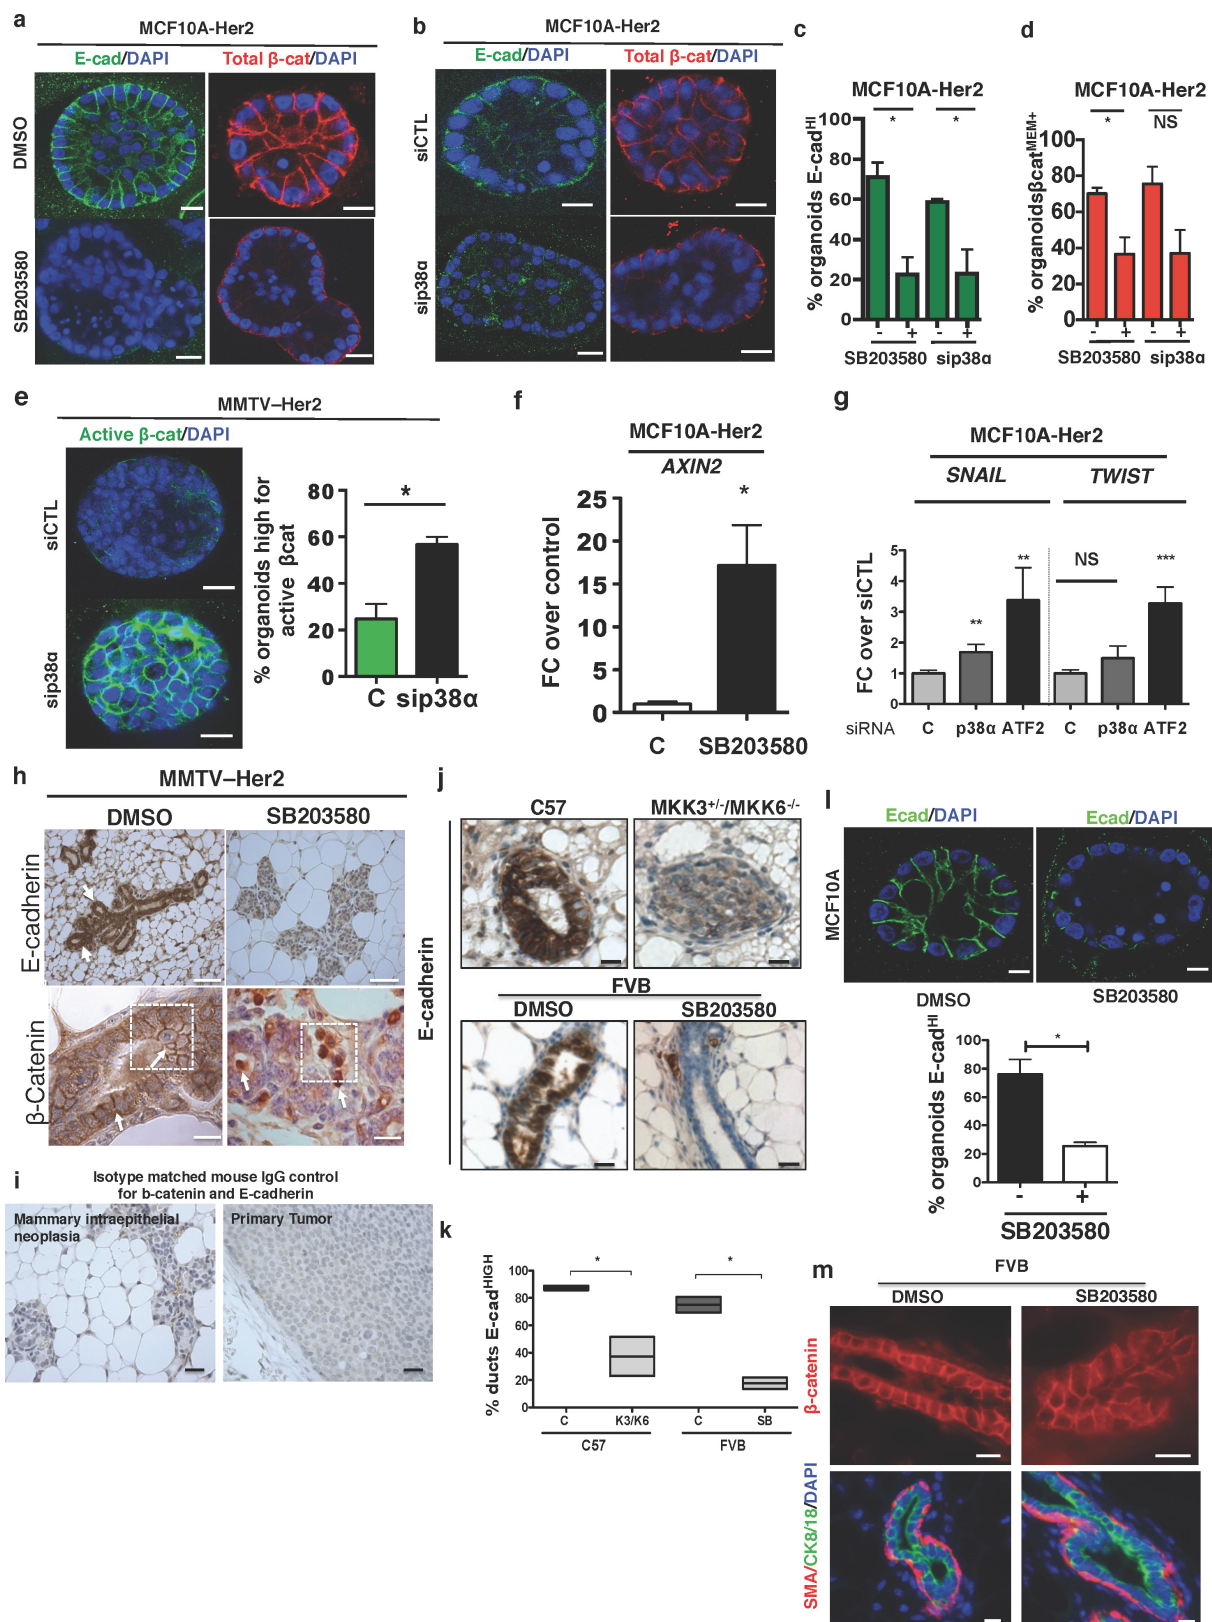 a
MCF10A-Her2
E-cad/DAPI
Total β-cat/DAPI
DMSO
SB203580
b
MCF10A-Her2
E-cad/DAPI
Total β-cat/DAPI
siCTL
sip38α
c
MCF10A-Her2
% organoids E-cadHI
100
80
60
40
20
0
*
*
- + - +
SB203580 sip38α
d
MCF10A-Her2
% organoidsβcatMEM+
100
80
60
40
20
0
*
NS
- + - +
SB203580 sip38α
e
MMTV–Her2
Active β-cat/DAPI
siCTL
sip38α
% organoids high for
active βcat
80
60
40
20
0
*
C sip38α
f
MCF10A-Her2
AXIN2
FC over control
25
20
15
10
5
0
*
C SB203580
g
MCF10A-Her2
SNAIL TWIST
FC over siCTL
5
4
3
2
1
0
**
**
NS
***
siRNA C p38α ATF2 C p38α ATF2
h
MMTV–Her2
DMSO SB203580
E-cadherin
β-Catenin
i
Isotype matched mouse IgG control
for b-catenin and E-cadherin
Mammary intraepithelial
neoplasia
Primary Tumor
j
C57 MKK3+/-/MKK6-/-
E-cadherin
FVB
DMSO SB203580
k
% ducts E-cadHIGH
100
80
60
40
20
0
*
*
C K3/K6 C SB
C57 FVB
l
Ecad/DAPI Ecad/DAPI
MCF10A
DMSO SB203580
% organoids E-cadHI
100
80
60
40
20
0
*
- +
SB203580
m
FVB
DMSO SB203580
β-catenin
SMA/CK8/18/DAPI